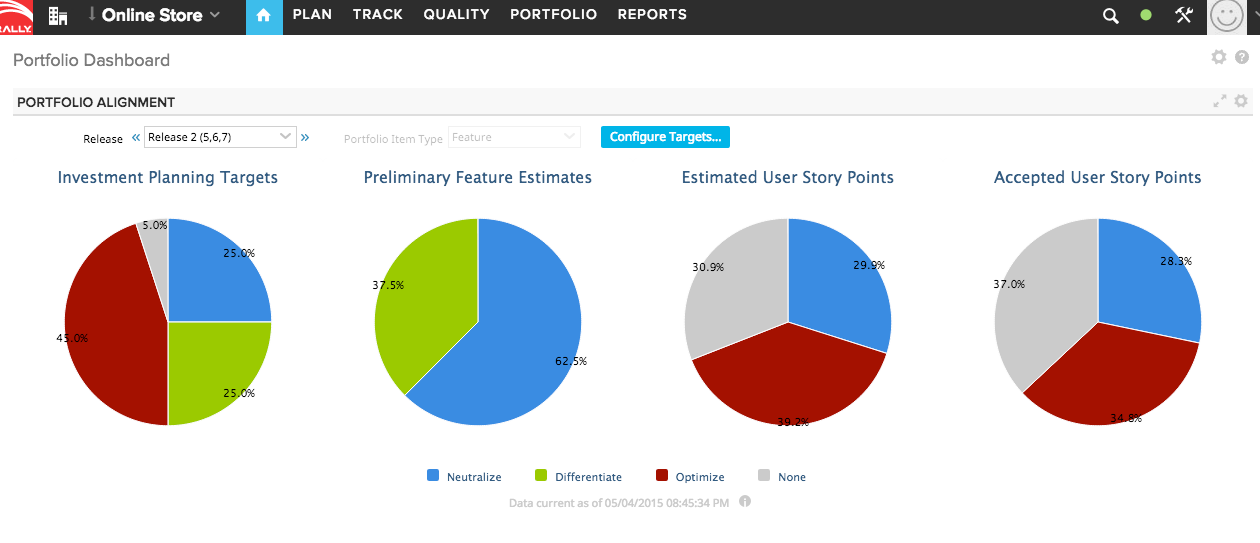 RALLY
Online Store
PLAN TRACK QUALITY PORTFOLIO REPORTS
Portfolio Dashboard
PORTFOLIO ALIGNMENT
Release « Release 2 (5,6,7) » Portfolio Item Type Feature Configure Targets...
Investment Planning Targets
5.0%
25.0%
45.0%
25.0%
Preliminary Feature Estimates
37.5%
62.5%
Estimated User Story Points
30.9%
29.9%
39.2%
Accepted User Story Points
28.3%
37.0%
34.8%
Neutralize Differentiate Optimize None
Data current as of 05/04/2015 08:45:34 PM